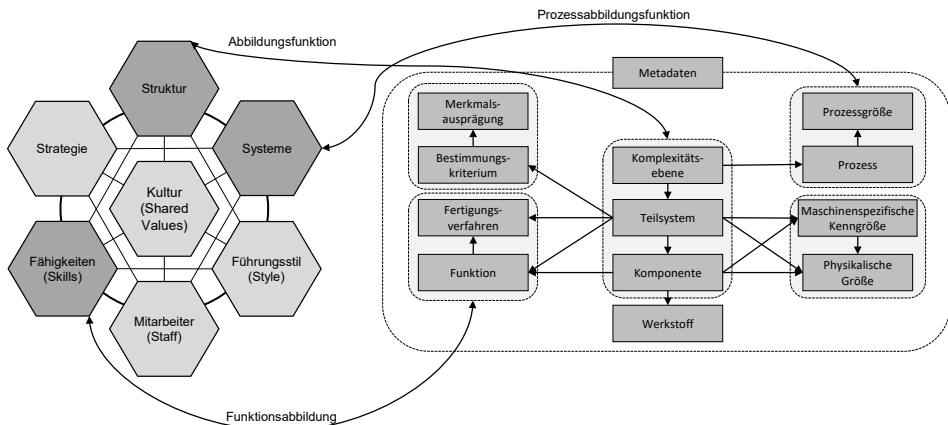 Prozessabbildungsfunktion
Abbildungsfunktion
Struktur
Strategie
Systeme
Kultur
(Shared
Values)
Fähigkeiten
(Skills)
Führungsstil
(Style)
Mitarbeiter
(Staff)
Funktionsabbildung
Metadaten
Merkmals-
ausprägung
Bestimmungs-
kriterium
Fertigungs-
verfahren
Funktion
Komplexitäts-
ebene
Teilsystem
Komponente
Werkstoff
Prozessgröße
Prozess
Maschinenspezifische
Kenngröße
Physikalische
Größe